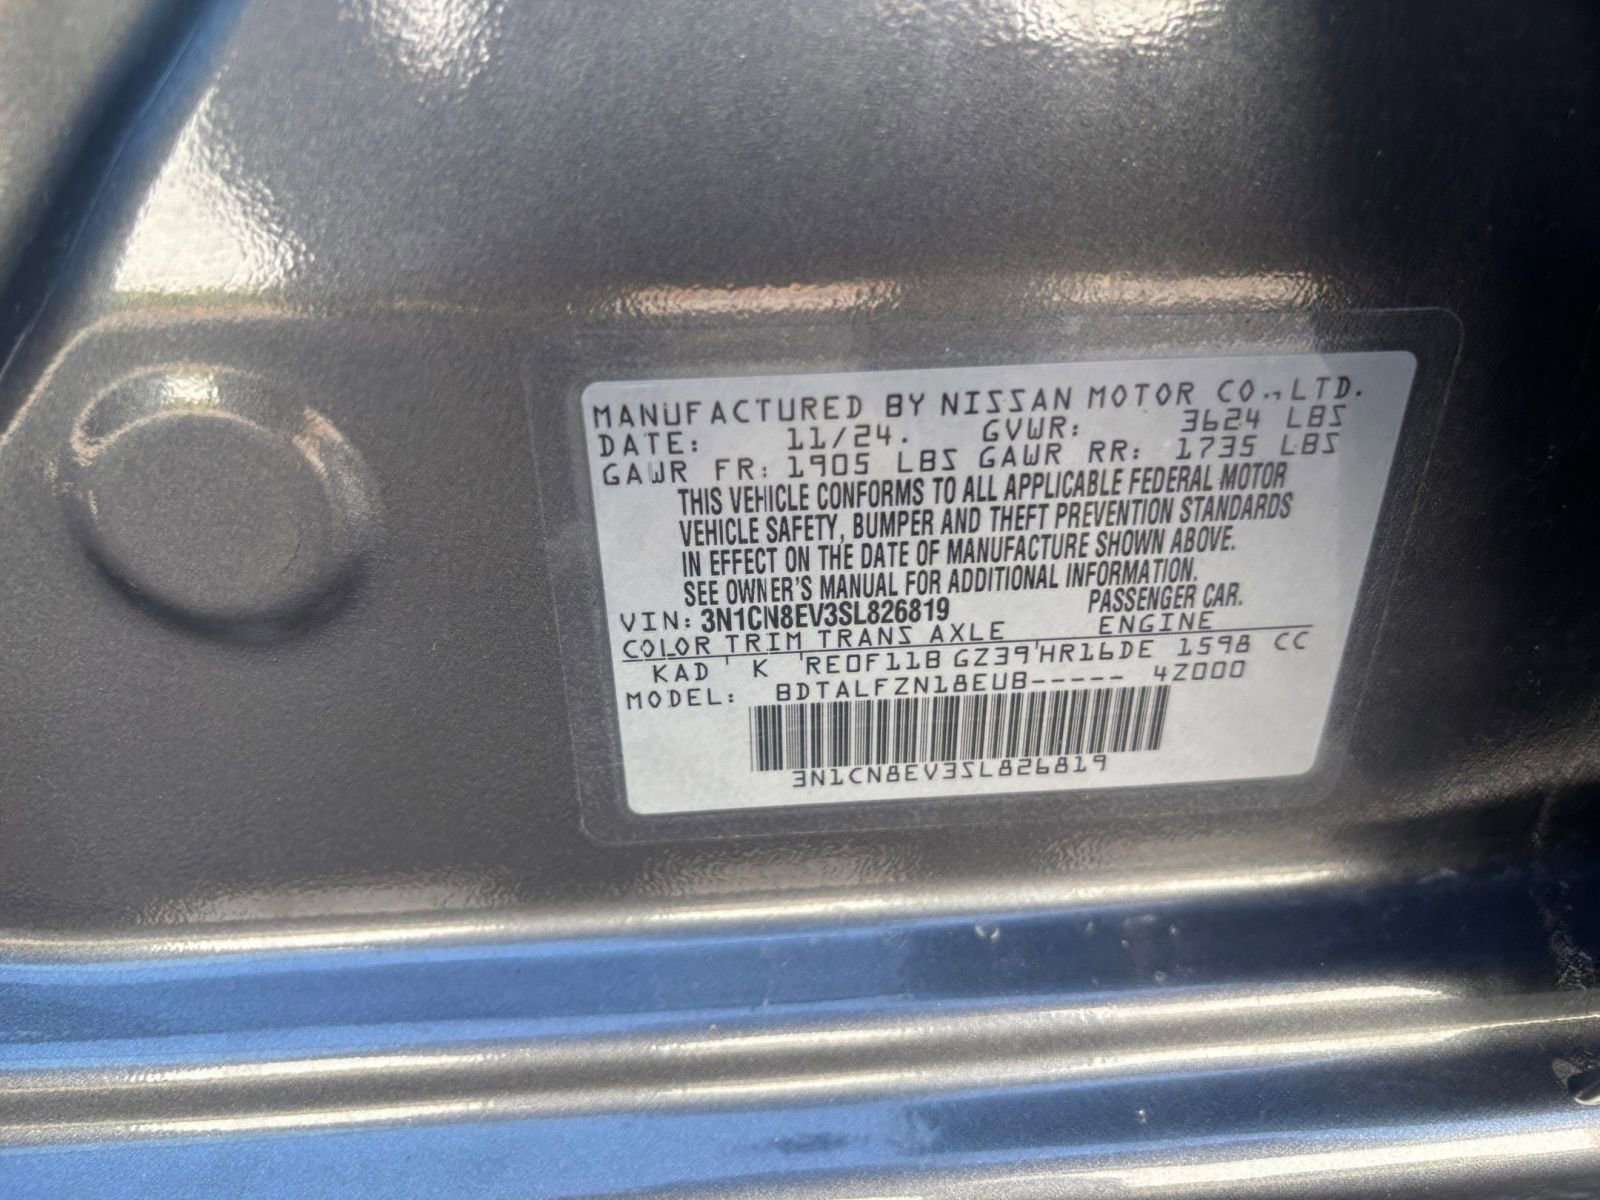 MANUFACTURED BY NISSAN MOTOR CO., LTD.
DATE: 11/24. GVWR: 3624 LBS
GAWR FR: 1905 LBS GAWR RR: 1735 LBS
THIS VEHICLE CONFORMS TO ALL APPLICABLE FEDERAL MOTOR
VEHICLE SAFETY, BUMPER AND THEFT PREVENTION STANDARDS
IN EFFECT ON THE DATE OF MANUFACTURE SHOWN ABOVE.
SEE OWNER'S MANUAL FOR ADDITIONAL INFORMATION.
VIN: 3N1CN8EV3SL826819 PASSENGER CAR.
COLOR TRIM TRANS AXLE ENGINE
KAD K RE0F11B GZ39 HR16DE 1598 CC
MODEL: BDTALFZN18EUB----- 4Z000
3N1CN8EV3SL826819